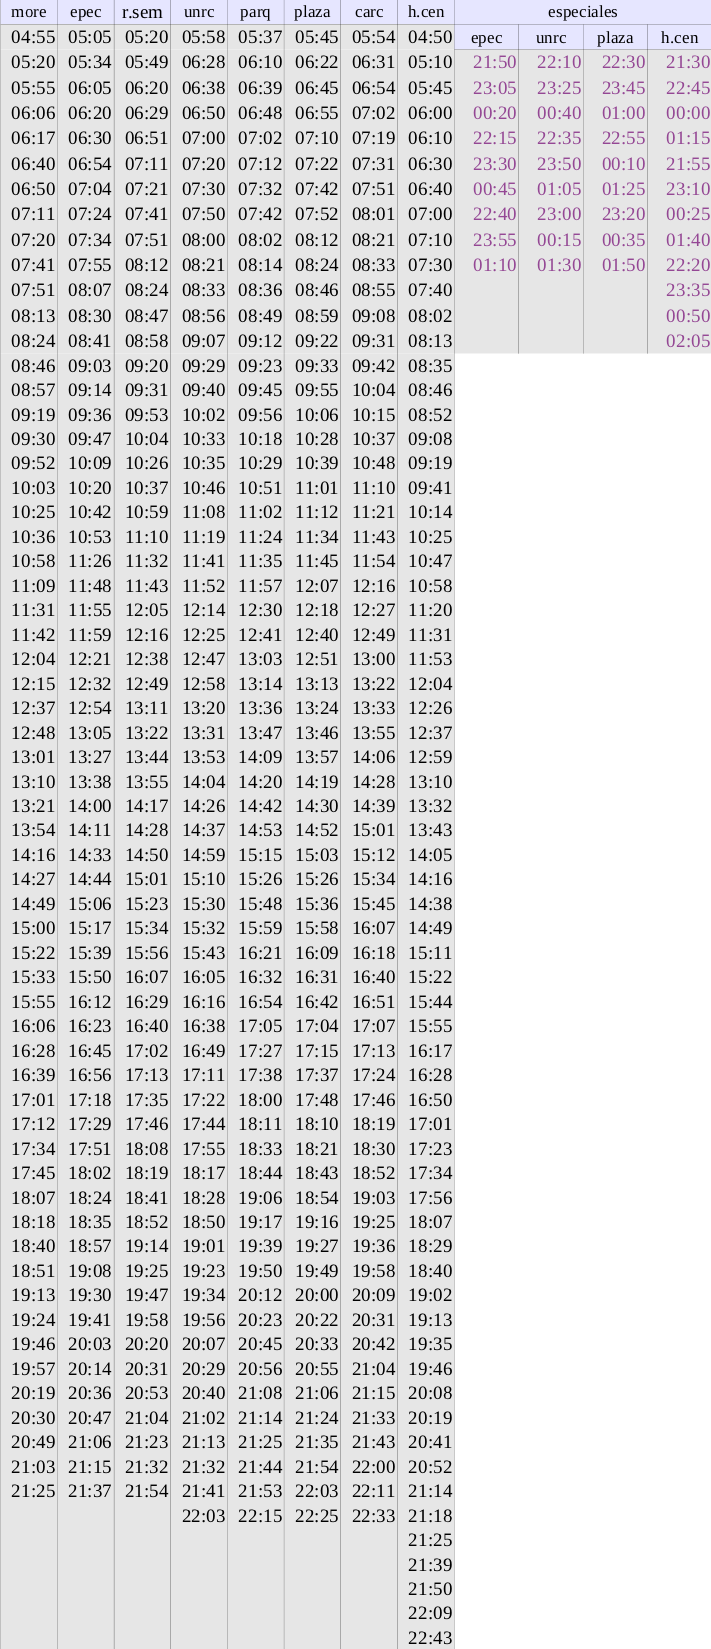 more epec r.sem unrc parq plaza carc h.cen especiales
04:55 05:05 05:20 05:58 05:37 05:45 05:54 04:50 epec unrc plaza h.cen
05:20 05:34 05:49 06:28 06:10 06:22 06:31 05:10 21:50 22:10 22:30 21:30
05:55 06:05 06:20 06:38 06:39 06:45 06:54 05:45 23:05 23:25 23:45 22:45
06:06 06:20 06:29 06:50 06:48 06:55 07:02 06:00 00:20 00:40 01:00 00:00
06:17 06:30 06:51 07:00 07:02 07:10 07:19 06:10 22:15 22:35 22:55 01:15
06:40 06:54 07:11 07:20 07:12 07:22 07:31 06:30 23:30 23:50 00:10 21:55
06:50 07:04 07:21 07:30 07:32 07:42 07:51 06:40 00:45 01:05 01:25 23:10
07:11 07:24 07:41 07:50 07:42 07:52 08:01 07:00 22:40 23:00 23:20 00:25
07:20 07:34 07:51 08:00 08:02 08:12 08:21 07:10 23:55 00:15 00:35 01:40
07:41 07:55 08:12 08:21 08:14 08:24 08:33 07:30 01:10 01:30 01:50 22:20
07:51 08:07 08:24 08:33 08:36 08:46 08:55 07:40 23:35
08:13 08:30 08:47 08:56 08:49 08:59 09:08 08:02 00:50
08:24 08:41 08:58 09:07 09:12 09:22 09:31 08:13 02:05
08:46 09:03 09:20 09:29 09:23 09:33 09:42 08:35
08:57 09:14 09:31 09:40 09:45 09:55 10:04 08:46
09:19 09:36 09:53 10:02 09:56 10:06 10:15 08:52
09:30 09:47 10:04 10:33 10:18 10:28 10:37 09:08
09:52 10:09 10:26 10:35 10:29 10:39 10:48 09:19
10:03 10:20 10:37 10:46 10:51 11:01 11:10 09:41
10:25 10:42 10:59 11:08 11:02 11:12 11:21 10:14
10:36 10:53 11:10 11:19 11:24 11:34 11:43 10:25
10:58 11:26 11:32 11:41 11:35 11:45 11:54 10:47
11:09 11:48 11:43 11:52 11:57 12:07 12:16 10:58
11:31 11:55 12:05 12:14 12:30 12:18 12:27 11:20
11:42 11:59 12:16 12:25 12:41 12:40 12:49 11:31
12:04 12:21 12:38 12:47 13:03 12:51 13:00 11:53
12:15 12:32 12:49 12:58 13:14 13:13 13:22 12:04
12:37 12:54 13:11 13:20 13:36 13:24 13:33 12:26
12:48 13:05 13:22 13:31 13:47 13:46 13:55 12:37
13:01 13:27 13:44 13:53 14:09 13:57 14:06 12:59
13:10 13:38 13:55 14:04 14:20 14:19 14:28 13:10
13:21 14:00 14:17 14:26 14:42 14:30 14:39 13:32
13:54 14:11 14:28 14:37 14:53 14:52 15:01 13:43
14:16 14:33 14:50 14:59 15:15 15:03 15:12 14:05
14:27 14:44 15:01 15:10 15:26 15:26 15:34 14:16
14:49 15:06 15:23 15:30 15:48 15:36 15:45 14:38
15:00 15:17 15:34 15:32 15:59 15:58 16:07 14:49
15:22 15:39 15:56 15:43 16:21 16:09 16:18 15:11
15:33 15:50 16:07 16:05 16:32 16:31 16:40 15:22
15:55 16:12 16:29 16:16 16:54 16:42 16:51 15:44
16:06 16:23 16:40 16:38 17:05 17:04 17:07 15:55
16:28 16:45 17:02 16:49 17:27 17:15 17:13 16:17
16:39 16:56 17:13 17:11 17:38 17:37 17:24 16:28
17:01 17:18 17:35 17:22 18:00 17:48 17:46 16:50
17:12 17:29 17:46 17:44 18:11 18:10 18:19 17:01
17:34 17:51 18:08 17:55 18:33 18:21 18:30 17:23
17:45 18:02 18:19 18:17 18:44 18:43 18:52 17:34
18:07 18:24 18:41 18:28 19:06 18:54 19:03 17:56
18:18 18:35 18:52 18:50 19:17 19:16 19:25 18:07
18:40 18:57 19:14 19:01 19:39 19:27 19:36 18:29
18:51 19:08 19:25 19:23 19:50 19:49 19:58 18:40
19:13 19:30 19:47 19:34 20:12 20:00 20:09 19:02
19:24 19:41 19:58 19:56 20:23 20:22 20:31 19:13
19:46 20:03 20:20 20:07 20:45 20:33 20:42 19:35
19:57 20:14 20:31 20:29 20:56 20:55 21:04 19:46
20:19 20:36 20:53 20:40 21:08 21:06 21:15 20:08
20:30 20:47 21:04 21:02 21:14 21:24 21:33 20:19
20:49 21:06 21:23 21:13 21:25 21:35 21:43 20:41
21:03 21:15 21:32 21:32 21:44 21:54 22:00 20:52
21:25 21:37 21:54 21:41 21:53 22:03 22:11 21:14
22:03 22:15 22:25 22:33 21:18
21:25
21:39
21:50
22:09
22:43